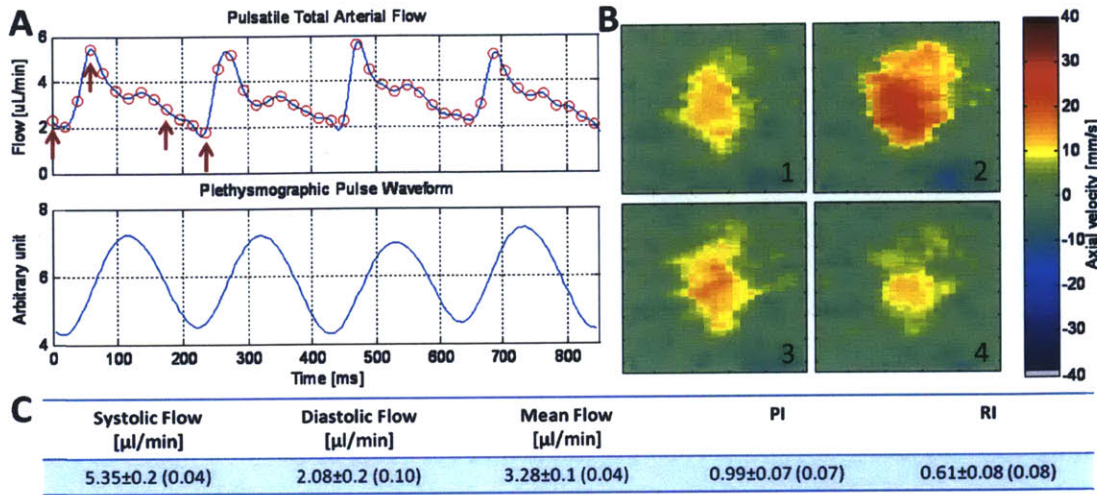 A
Pulsatile Total Arterial Flow
Flow [uL/min]
6
4
2
0
Plethysmographic Pulse Waveform
Arbitrary unit
8
6
4
0 100 200 300 400 500 600 700 800
Time [ms]
B
1
2
3
4
40
30
20
10
0
-10
-20
-30
-40
Axial velocity [mm/s]
C
Systolic Flow Diastolic Flow Mean Flow PI RI
[µl/min] [µl/min] [µl/min]
5.35±0.2 (0.04) 2.08±0.2 (0.10) 3.28±0.1 (0.04) 0.99±0.07 (0.07) 0.61±0.08 (0.08)